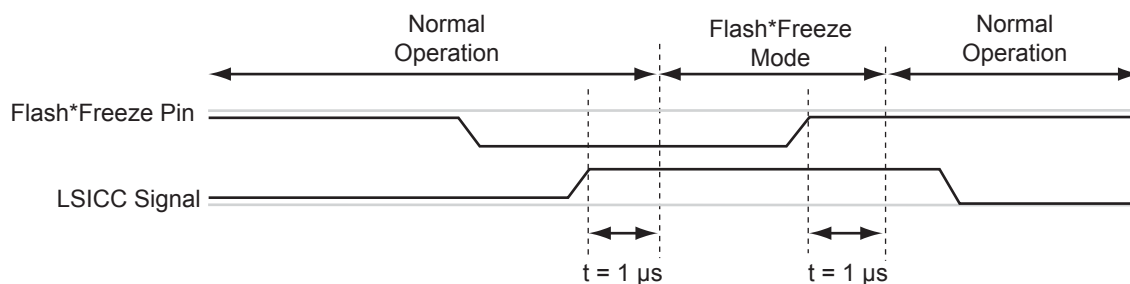 Normal
Operation
Flash*Freeze
Mode
Normal
Operation
Flash*Freeze Pin
LSICC Signal
t = 1 µs
t = 1 µs